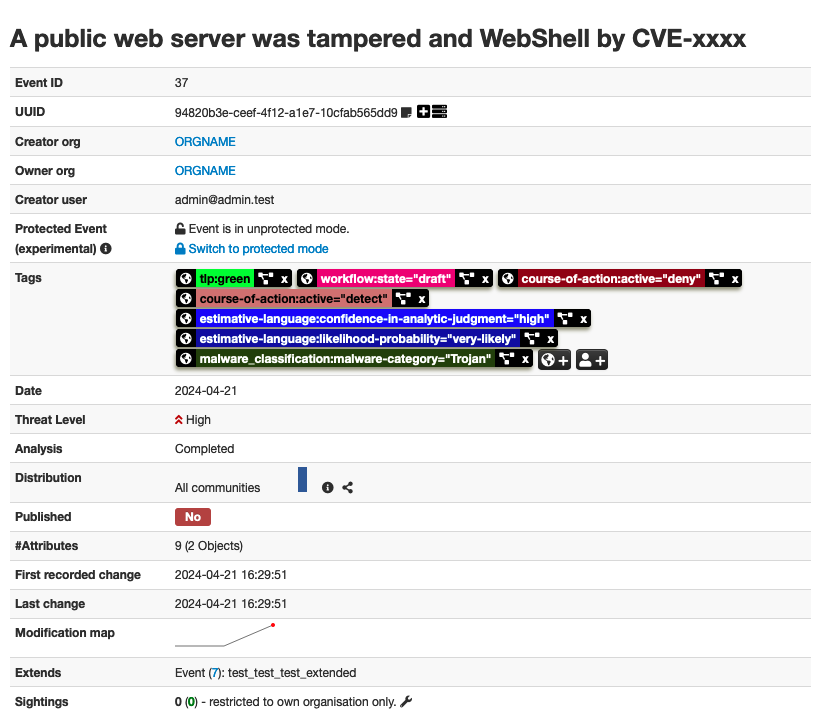 A public web server was tampered and WebShell by CVE-xxxx
Event ID 37
UUID 94820b3e-ceef-4f12-a1e7-10cfab565dd9
Creator org ORGNAME
Owner org ORGNAME
Creator user admin@admin.test
Protected Event Event is in unprotected mode.
(experimental) Switch to protected mode
Tags tlp:green x workflow:state="draft" x course-of-action:active="deny" x
course-of-action:active="detect" x
estimative-language:confidence-in-analytic-judgment="high" x
estimative-language:likelihood-probability="very-likely" x
malware_classification:malware-category="Trojan" x + +
Date 2024-04-21
Threat Level High
Analysis Completed
Distribution All communities
Published No
#Attributes 9 (2 Objects)
First recorded change 2024-04-21 16:29:51
Last change 2024-04-21 16:29:51
Modification map
Extends Event (7): test_test_test_extended
Sightings 0 (0) - restricted to own organisation only.